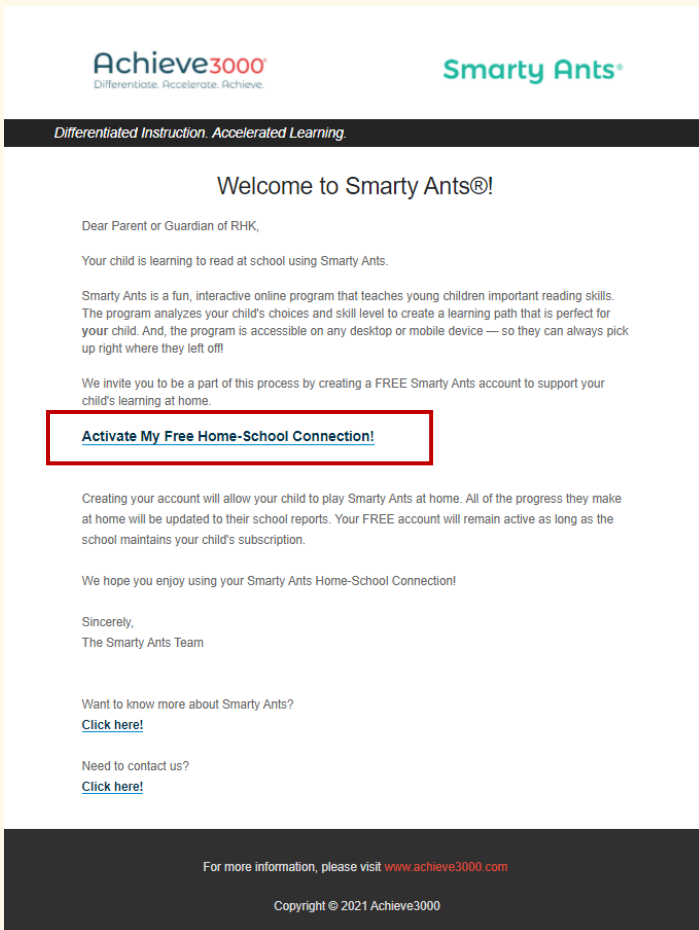 Achieve3000®
Smarty Ants®
Differentiate. Accelerate. Achieve.
Differentiated Instruction. Accelerated Learning.
Welcome to Smarty Ants®!
Dear Parent or Guardian of RHK,
Your child is learning to read at school using Smarty Ants.
Smarty Ants is a fun, interactive online program that teaches young children important reading skills.
The program analyzes your child's choices and skill level to create a learning path that is perfect for
your child. And, the program is accessible on any desktop or mobile device — so they can always pick
up right where they left off!
We invite you to be a part of this process by creating a FREE Smarty Ants account to support your
child's learning at home.
Activate My Free Home-School Connection!
Creating your account will allow your child to play Smarty Ants at home. All of the progress they make
at home will be updated to their school reports. Your FREE account will remain active as long as the
school maintains your child's subscription.
We hope you enjoy using your Smarty Ants Home-School Connection!
Sincerely,
The Smarty Ants Team
Want to know more about Smarty Ants?
Click here!
Need to contact us?
Click here!
For more information, please visit www.achieve3000.com
Copyright © 2021 Achieve3000